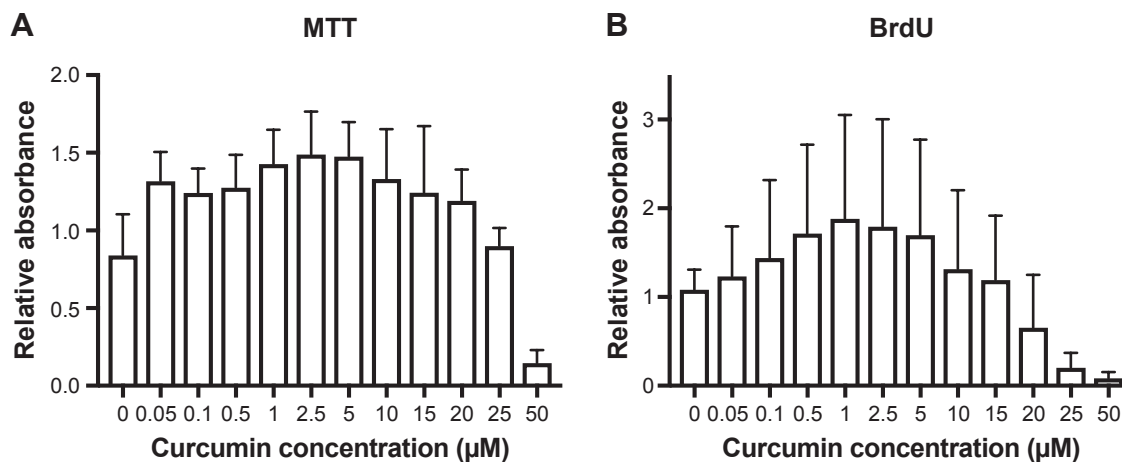 A
MTT
2.0
1.5
1.0
0.5
0.0
Relative absorbance
0 0.05 0.1 0.5 1 2.5 5 10 15 20 25 50
Curcumin concentration (µM)
B
BrdU
3
2
1
0
Relative absorbance
0 0.05 0.1 0.5 1 2.5 5 10 15 20 25 50
Curcumin concentration (µM)